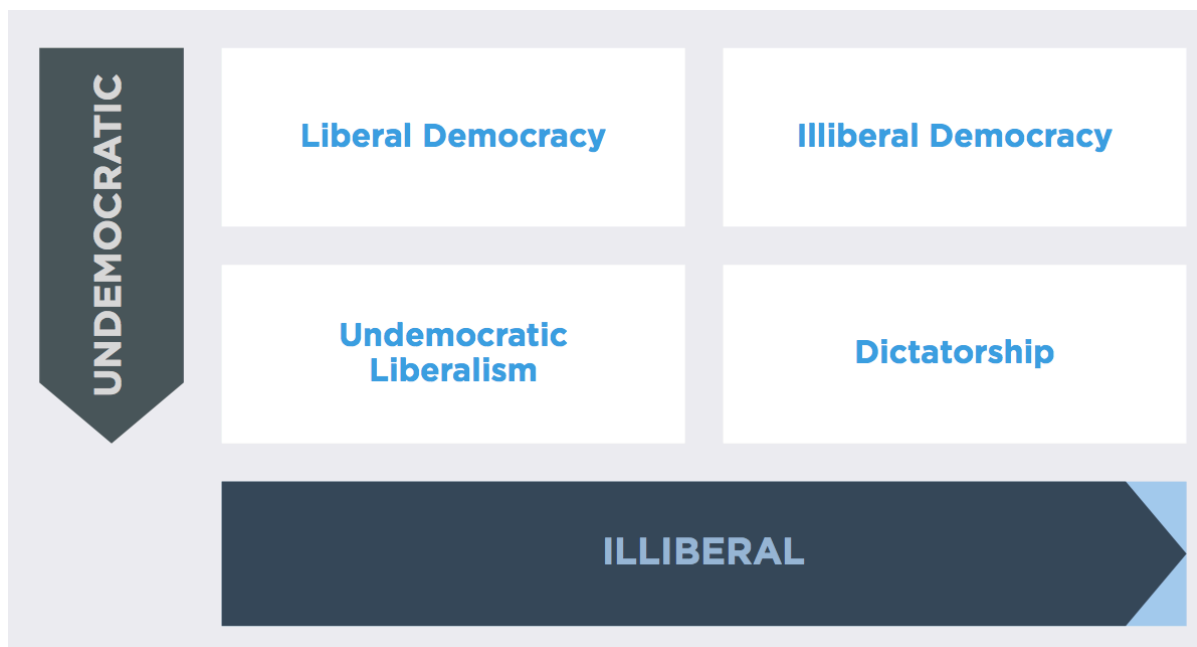 UNDEMOCRATIC
Liberal Democracy
Illiberal Democracy
Undemocratic
Liberalism
Dictatorship
ILLIBERAL